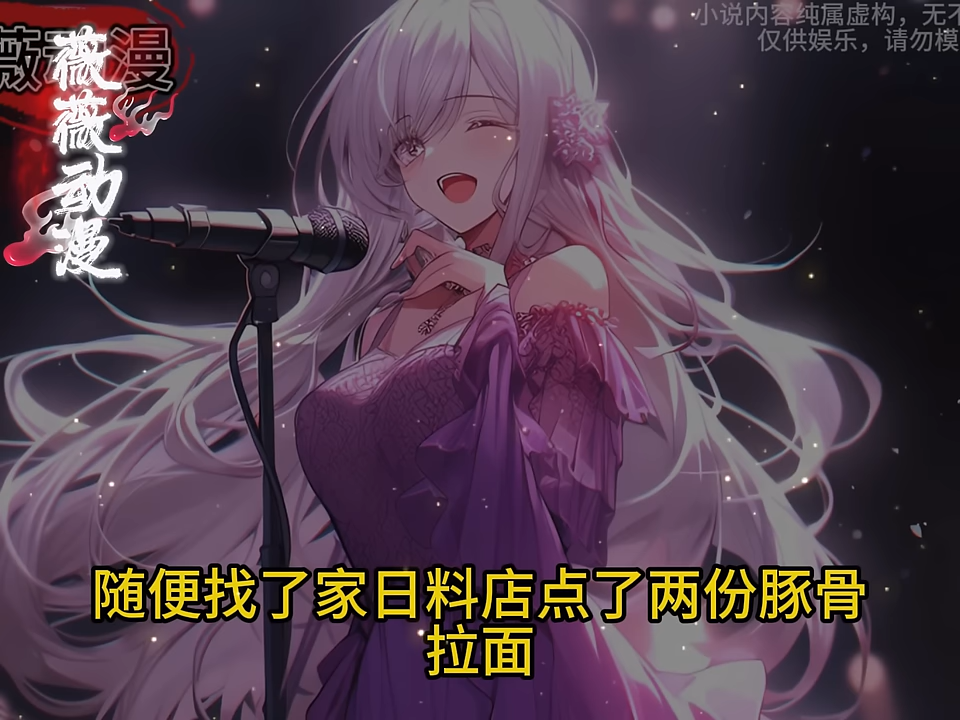 薇薇动漫
薇动漫
小说内容纯属虚构，无不
仅供娱乐，请勿模
随便找了家日料店点了两份豚骨
拉面